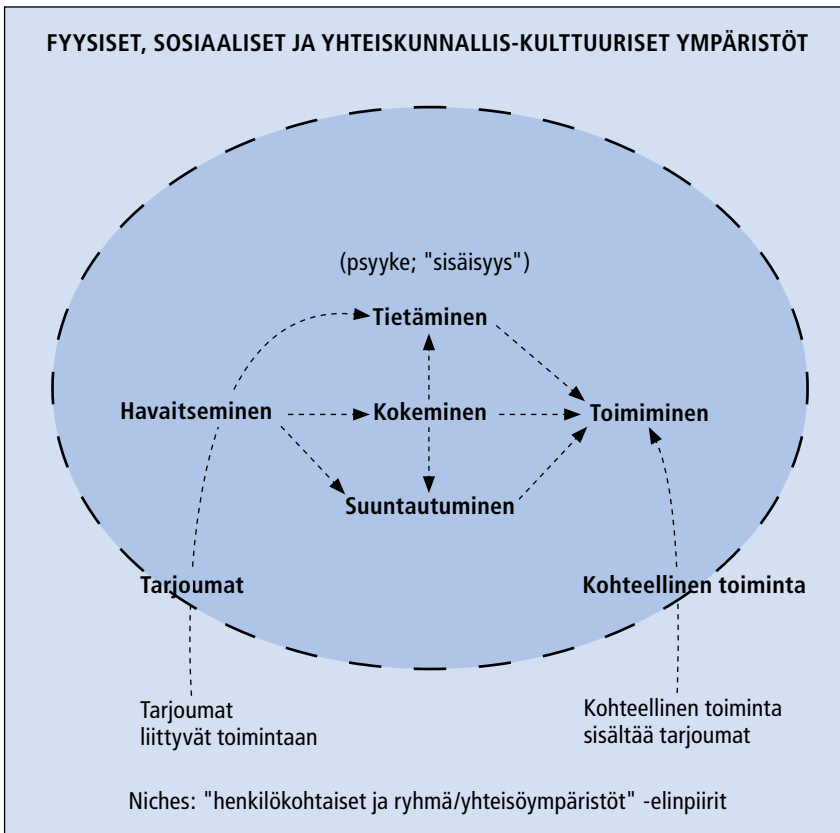 FYYSISET, SOSIAALISET JA YHTEISKUNNALLIS-KULTTUURISET YMPÄRISTÖT
(psyyke; "sisäisyys")
Tietäminen
Havaitseminen
Kokeminen
Toimiminen
Suuntautuminen
Tarjoumat
Kohteellinen toiminta
Tarjoumat
liittyvät toimintaan
Kohteellinen toiminta
sisältää tarjoumat
Niches: "henkilökohtaiset ja ryhmä/yhteisöympäristöt" -elinpiirit